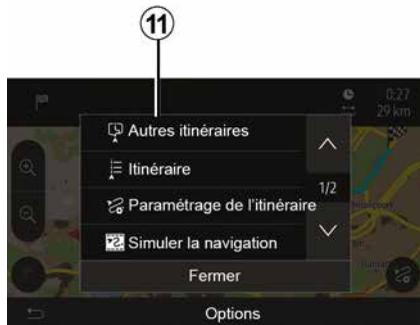 11
0:27
29 km
Autres itinéraires
Itinéraire
1/2
Paramétrage de l'itinéraire
Simuler la navigation
Fermer
Options